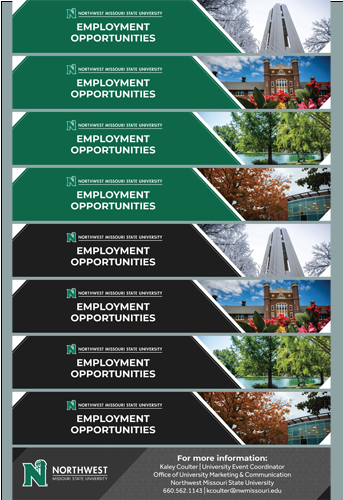 NORTHWEST MISSOURI STATE UNIVERSITY
EMPLOYMENT
OPPORTUNITIES
NORTHWEST MISSOURI STATE UNIVERSITY
EMPLOYMENT
OPPORTUNITIES
NORTHWEST MISSOURI STATE UNIVERSITY
EMPLOYMENT
OPPORTUNITIES
NORTHWEST MISSOURI STATE UNIVERSITY
EMPLOYMENT
OPPORTUNITIES
NORTHWEST MISSOURI STATE UNIVERSITY
EMPLOYMENT
OPPORTUNITIES
NORTHWEST MISSOURI STATE UNIVERSITY
EMPLOYMENT
OPPORTUNITIES
NORTHWEST MISSOURI STATE UNIVERSITY
EMPLOYMENT
OPPORTUNITIES
NORTHWEST MISSOURI STATE UNIVERSITY
EMPLOYMENT
OPPORTUNITIES
For more information:
Kaley Coulter | University Event Coordinator
Office of University Marketing & Communication
Northwest Missouri State University
660.562.1143 | kcoulter@nwmissouri.edu
N NORTHWEST
MISSOURI STATE UNIVERSITY